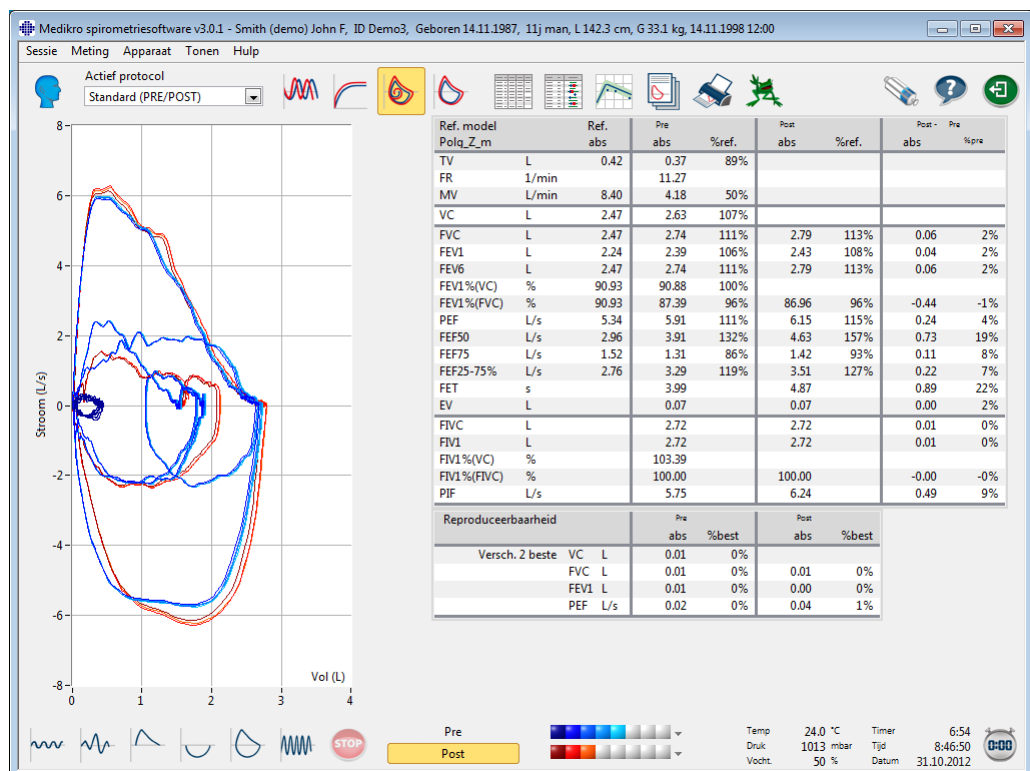 Medikro spirometriesoftware v3.0.1 - Smith (demo) John F, ID Demo3, Geboren 14.11.1987, 11j man, L 142.3 cm, G 33.1 kg, 14.11.1998 12:00
Sessie Meting Apparaat Tonen Hulp
Actief protocol
Standard (PRE/POST)
Stroom (L/s)
8
6
4
2
0
-2
-4
-6
-8
0 1 2 3 4
Vol (L)
Ref. model Ref. Pre Post Post - Pre
Polg_Z_m abs abs %ref. abs %ref. abs %pre
TV L 0.42 0.37 89%
FR 1/min 11.27
MV L/min 8.40 4.18 50%
VC L 2.47 2.63 107%
FVC L 2.47 2.74 111% 2.79 113% 0.06 2%
FEV1 L 2.24 2.39 106% 2.43 108% 0.04 2%
FEV6 L 2.47 2.74 111% 2.79 113% 0.06 2%
FEV1%(VC) % 90.93 90.88 100%
FEV1%(FVC) % 90.93 87.39 96% 86.96 96% -0.44 -1%
PEF L/s 5.34 5.91 111% 6.15 115% 0.24 4%
FEF50 L/s 2.96 3.91 132% 4.63 157% 0.73 19%
FEF75 L/s 1.52 1.31 86% 1.42 93% 0.11 8%
FEF25-75% L/s 2.76 3.29 119% 3.51 127% 0.22 7%
FET s 3.99 4.87 0.89 22%
EV L 0.07 0.07 0.00 2%
FIVC L 2.72 2.72 0.01 0%
FIV1 L 2.72 2.72 0.01 0%
FIV1%(VC) % 103.39
FIV1%(FIVC) % 100.00 100.00 -0.00 -0%
PIF L/s 5.75 6.24 0.49 9%
Reproduceerbaarheid Pre Post
abs %best abs %best
Versch. 2 beste VC L 0.01 0%
FVC L 0.01 0% 0.01 0%
FEV1 L 0.01 0% 0.00 0%
PEF L/s 0.02 0% 0.04 1%
STOP
Pre
Post
Temp 24.0 °C Timer 6:54
Druk 1013 mbar Tijd 8:46:50
Vocht. 50 % Datum 31.10.2012
0:00